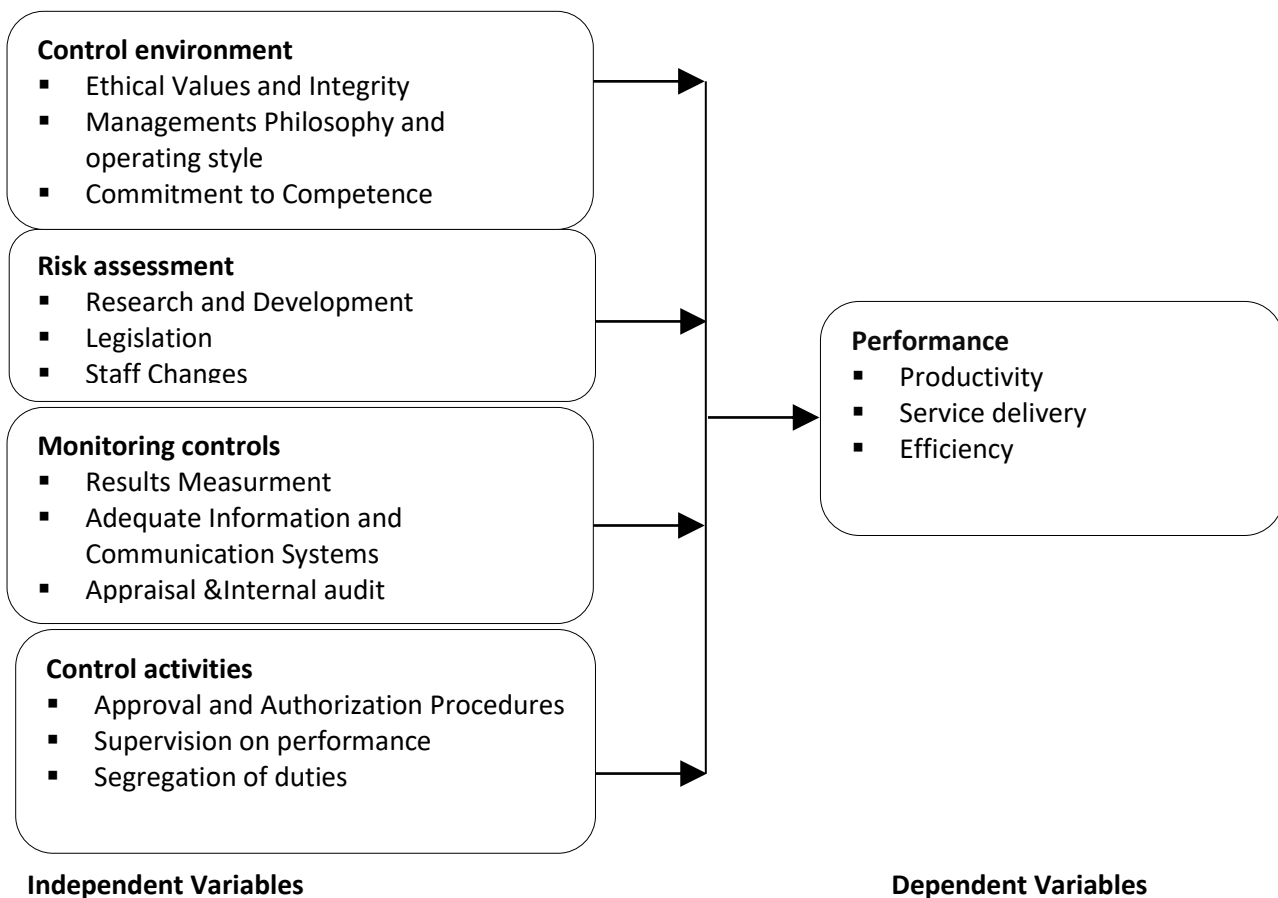 Control environment
▪ Ethical Values and Integrity
▪ Managements Philosophy and
operating style
▪ Commitment to Competence
Risk assessment
▪ Research and Development
▪ Legislation
▪ Staff Changes
Monitoring controls
▪ Results Measurment
▪ Adequate Information and
Communication Systems
▪ Appraisal &Internal audit
Control activities
▪ Approval and Authorization Procedures
▪ Supervision on performance
▪ Segregation of duties
Performance
▪ Productivity
▪ Service delivery
▪ Efficiency
Independent Variables
Dependent Variables